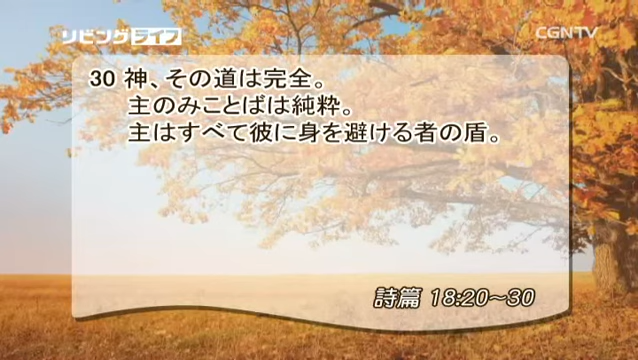 リビングライフ
CGNTV
30 神、その道は完全。
主のみことばは純粋。
主はすべて彼に身を避ける者の盾。
詩篇 18:20～30